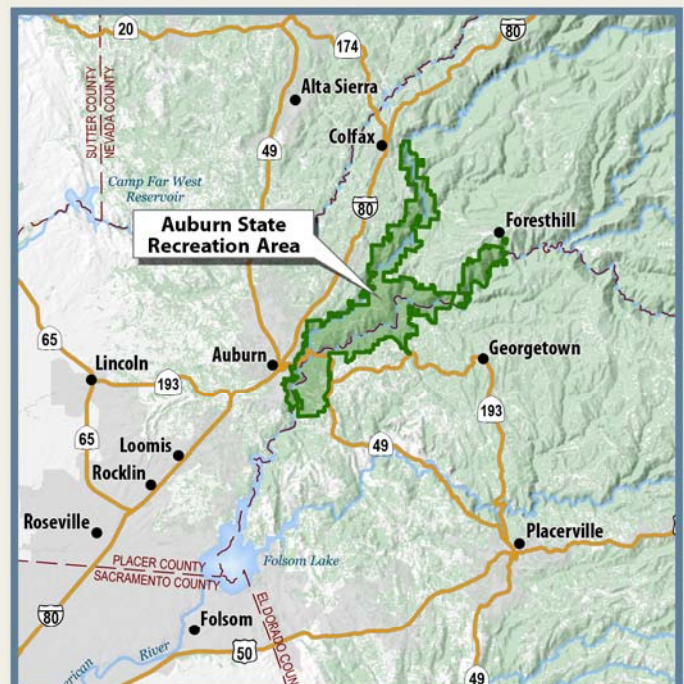 20
80
174
Alta Sierra
SUTTER COUNTY
NEVADA COUNTY
49
Colfax
Camp Far West
Reservoir
80
Foresthill
Auburn State
Recreation Area
65
Lincoln
193
Auburn
Georgetown
193
65
Loomis
49
Rocklin
Roseville
Placerville
PLACER COUNTY
SACRAMENTO COUNTY
Folsom Lake
80
Folsom
EL DORADO
River
50
49